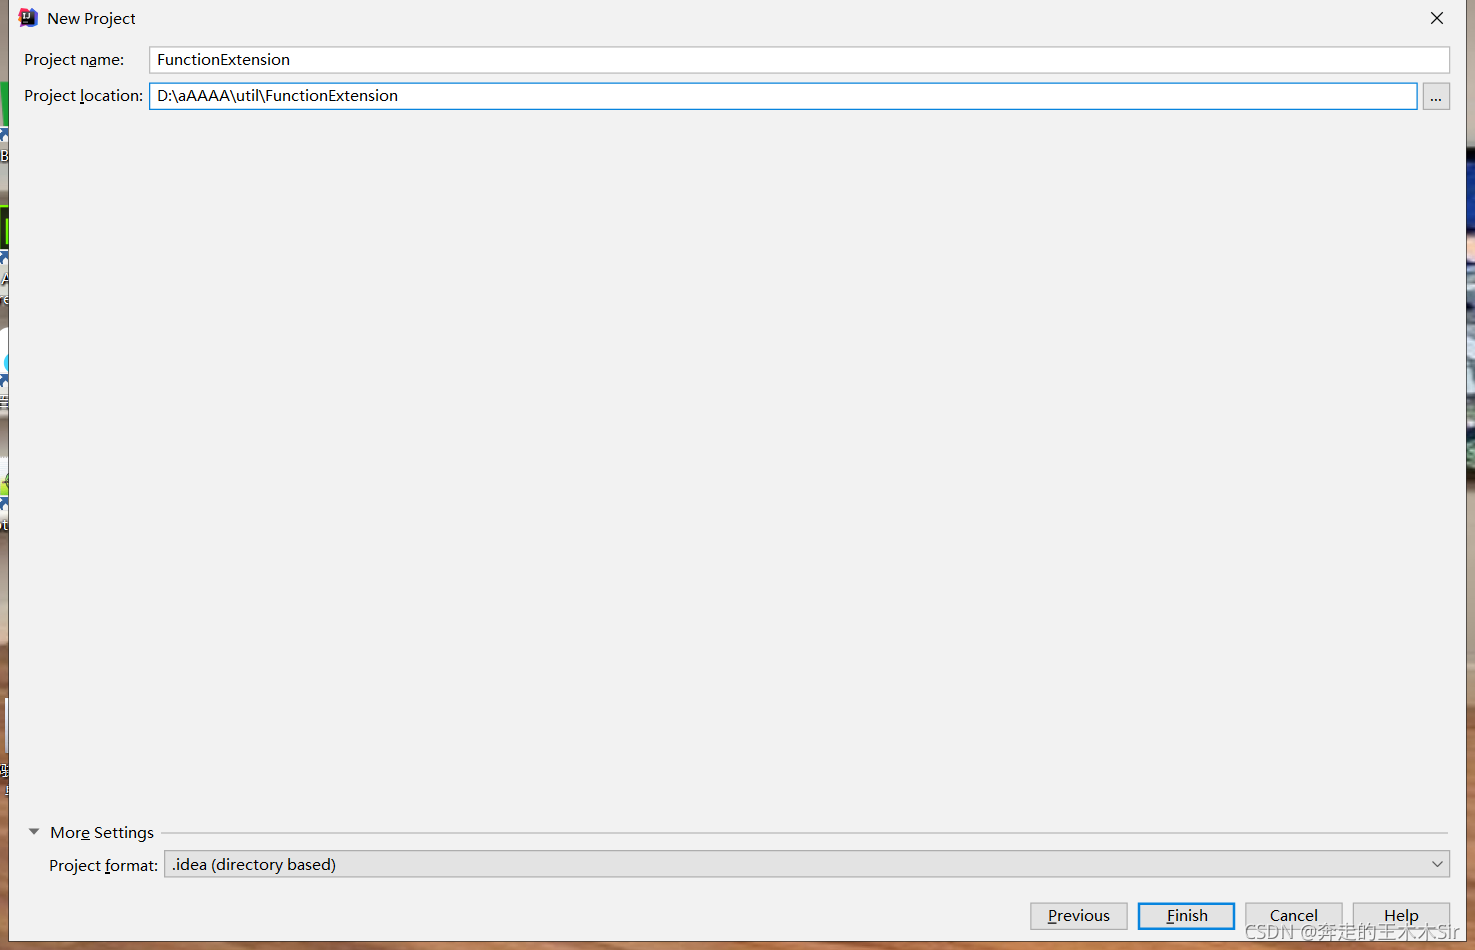 New Project
Project name: FunctionExtension
Project location: D:\aAAAA\util\FunctionExtension ...
More Settings
Project format: .idea (directory based)
Previous Finish Cancel Help
CSDN @奔走的王木木Sir